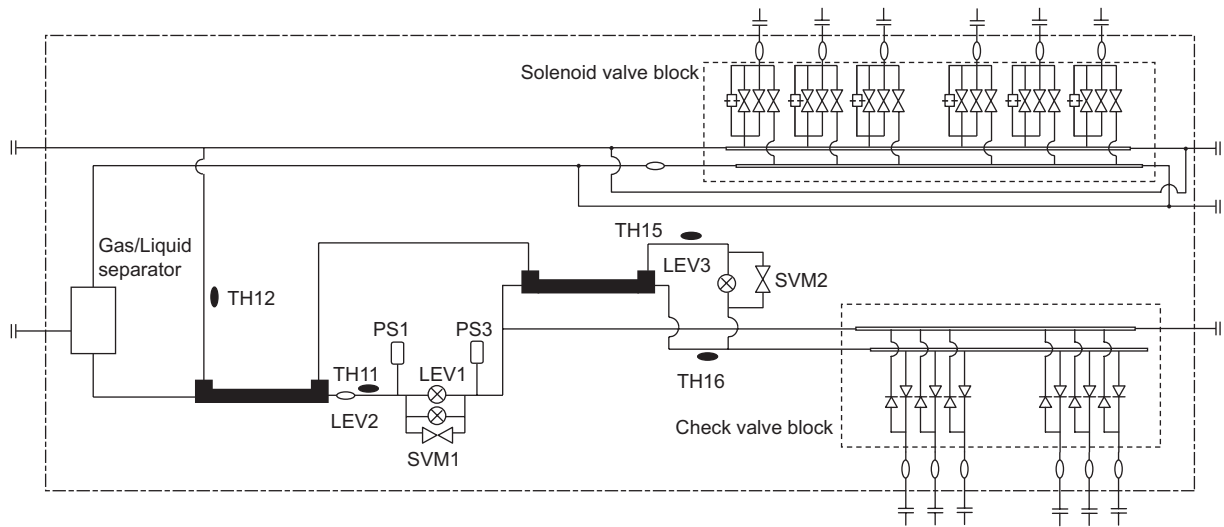 Solenoid valve block
Gas/Liquid
separator
TH15
LEV3
SVM2
TH12
PS1
PS3
TH11
LEV1
TH16
LEV2
Check valve block
SVM1